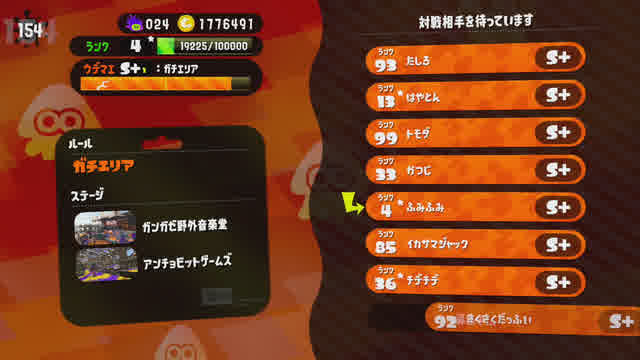 154
024 1776491
ランク 4★ 19225/100000
ウデマエ S+1 :ガチエリア
ルール
ガチエリア
ステージ
ガンガゼ野外音楽堂
アンチョビットゲームズ
対戦相手を待っています
ランク 93 たしろ S+
ランク 13★ はやとん S+
ランク 99 トモダ S+
ランク 33 かつじ S+
ランク 4★ ふみふみ S+
ランク 85 イカサマジャック S+
ランク 36★ チデチデ S+
ランク 92 S+